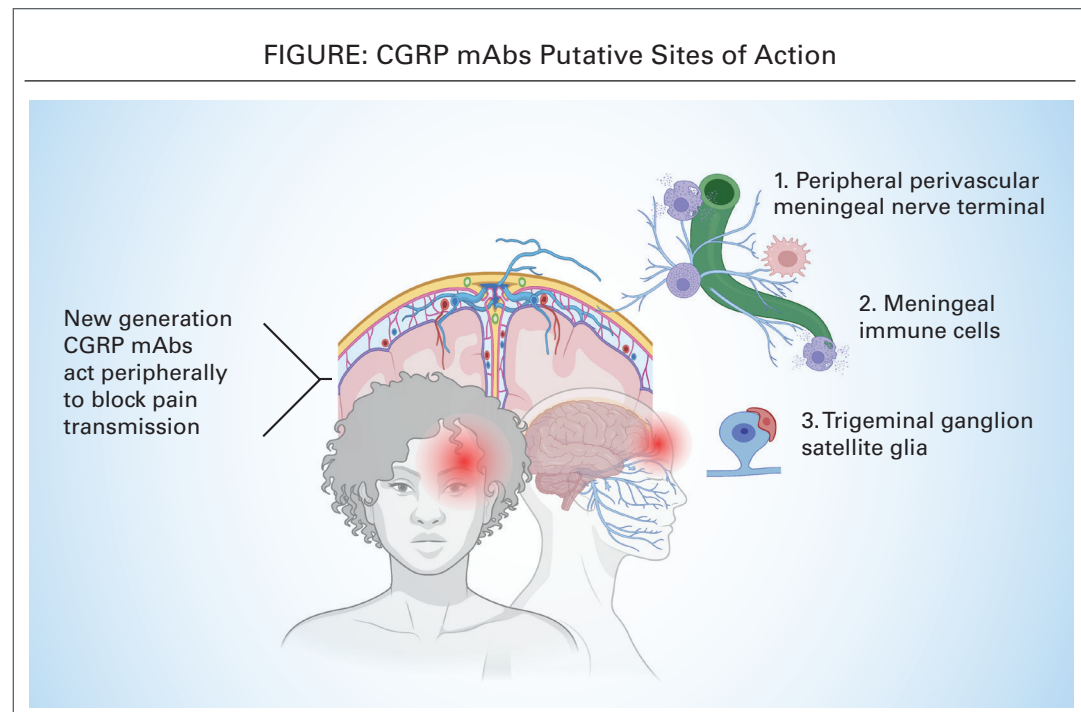 FIGURE: CGRP mAbs Putative Sites of Action
New generation
CGRP mAbs
act peripherally
to block pain
transmission
1. Peripheral perivascular
meningeal nerve terminal
2. Meningeal
immune cells
3. Trigeminal ganglion
satellite glia